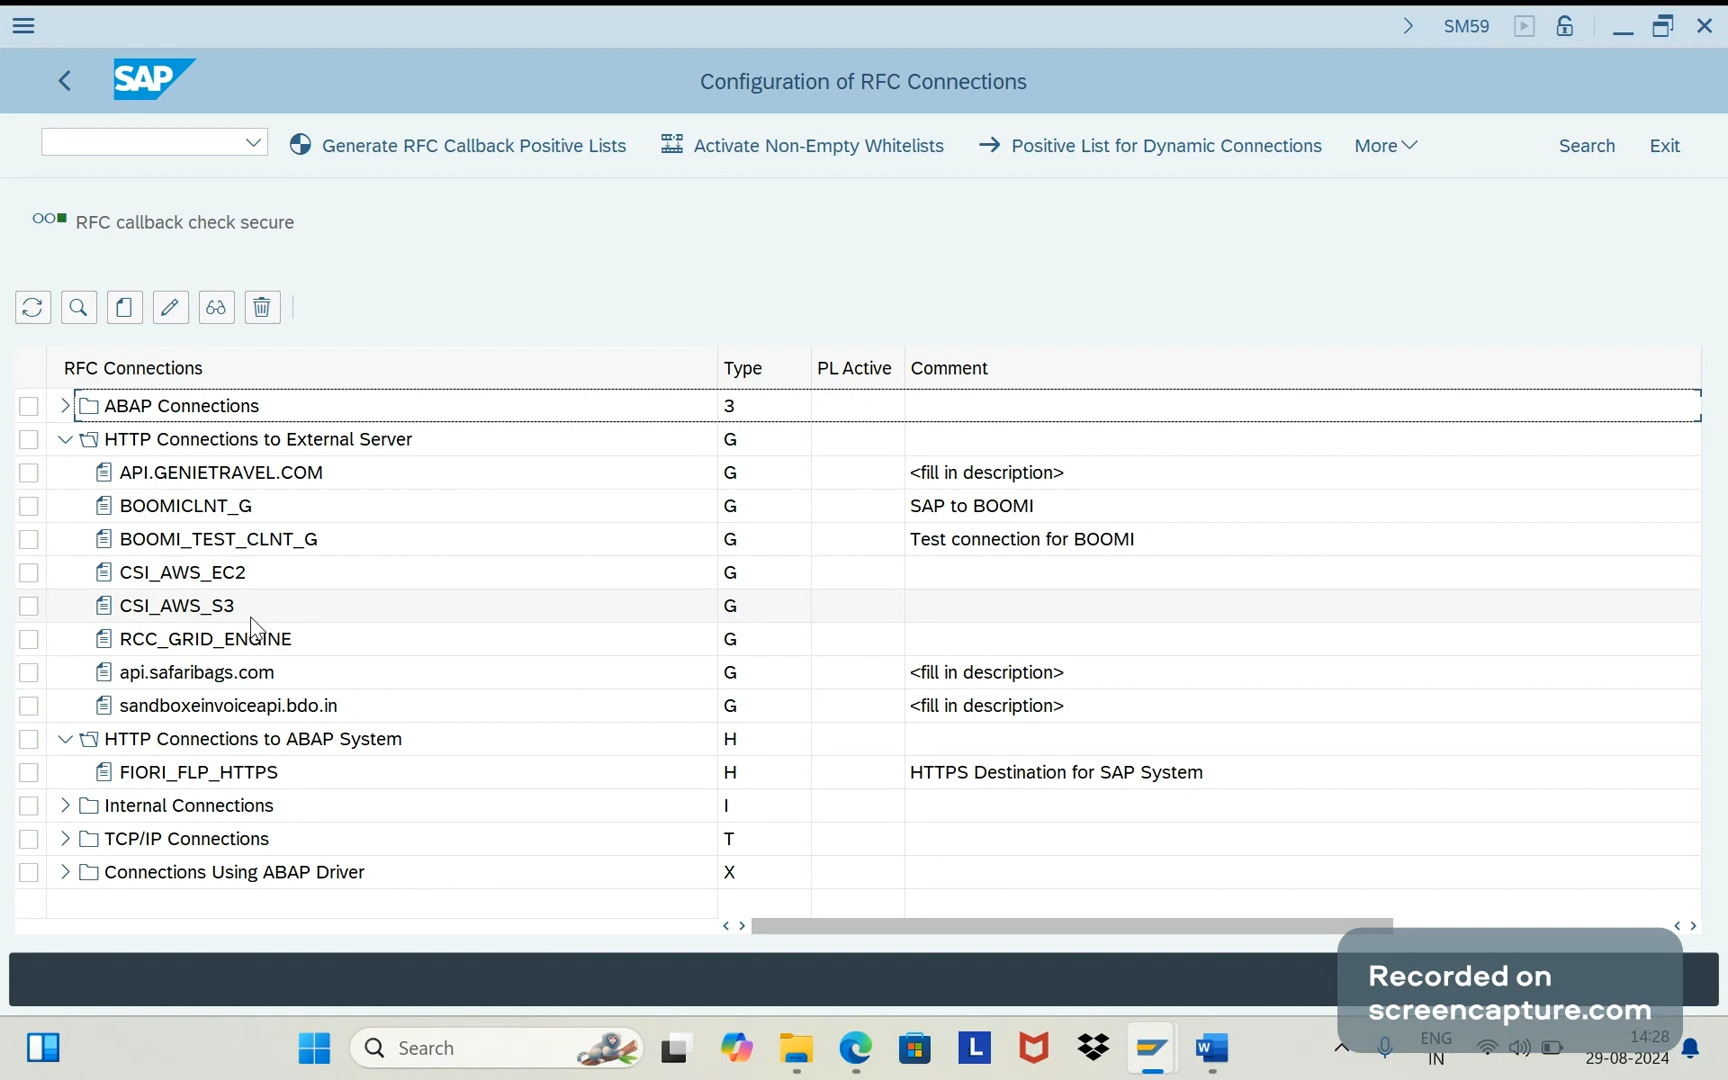 SM59
SAP
Configuration of RFC Connections
Generate RFC Callback Positive Lists
Activate Non-Empty Whitelists
Positive List for Dynamic Connections
More
Search
Exit
RFC callback check secure
RFC Connections Type PL Active Comment
ABAP Connections 3
HTTP Connections to External Server G
API.GENIETRAVEL.COM G <fill in description>
BOOMICLNT_G G SAP to BOOMI
BOOMI_TEST_CLNT_G G Test connection for BOOMI
CSI_AWS_EC2 G
CSI_AWS_S3 G
RCC_GRID_ENGINE G
api.safaribags.com G <fill in description>
sandboxeinvoiceapi.bdo.in G <fill in description>
HTTP Connections to ABAP System H
FIORI_FLP_HTTPS H HTTPS Destination for SAP System
Internal Connections I
TCP/IP Connections T
Connections Using ABAP Driver X
Recorded on
screencapture.com
Search
L
W
ENG
IN
14:28
29-08-2024